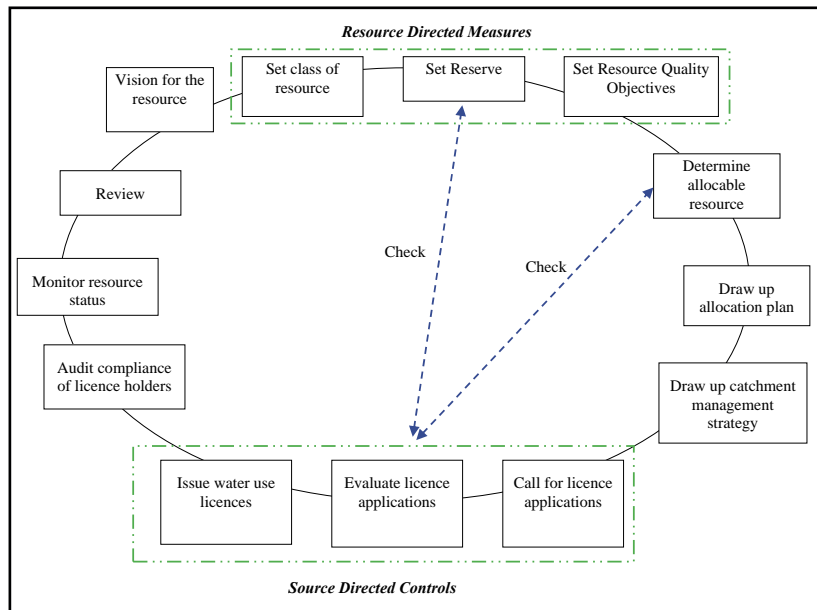 Resource Directed Measures
Vision for the
resource
Set class of
resource
Set Reserve
Set Resource Quality
Objectives
Determine
allocable
resource
Review
Check
Check
Monitor resource
status
Draw up
allocation plan
Audit compliance
of licence holders
Draw up catchment
management
strategy
Issue water use
licences
Evaluate licence
applications
Call for licence
applications
Source Directed Controls